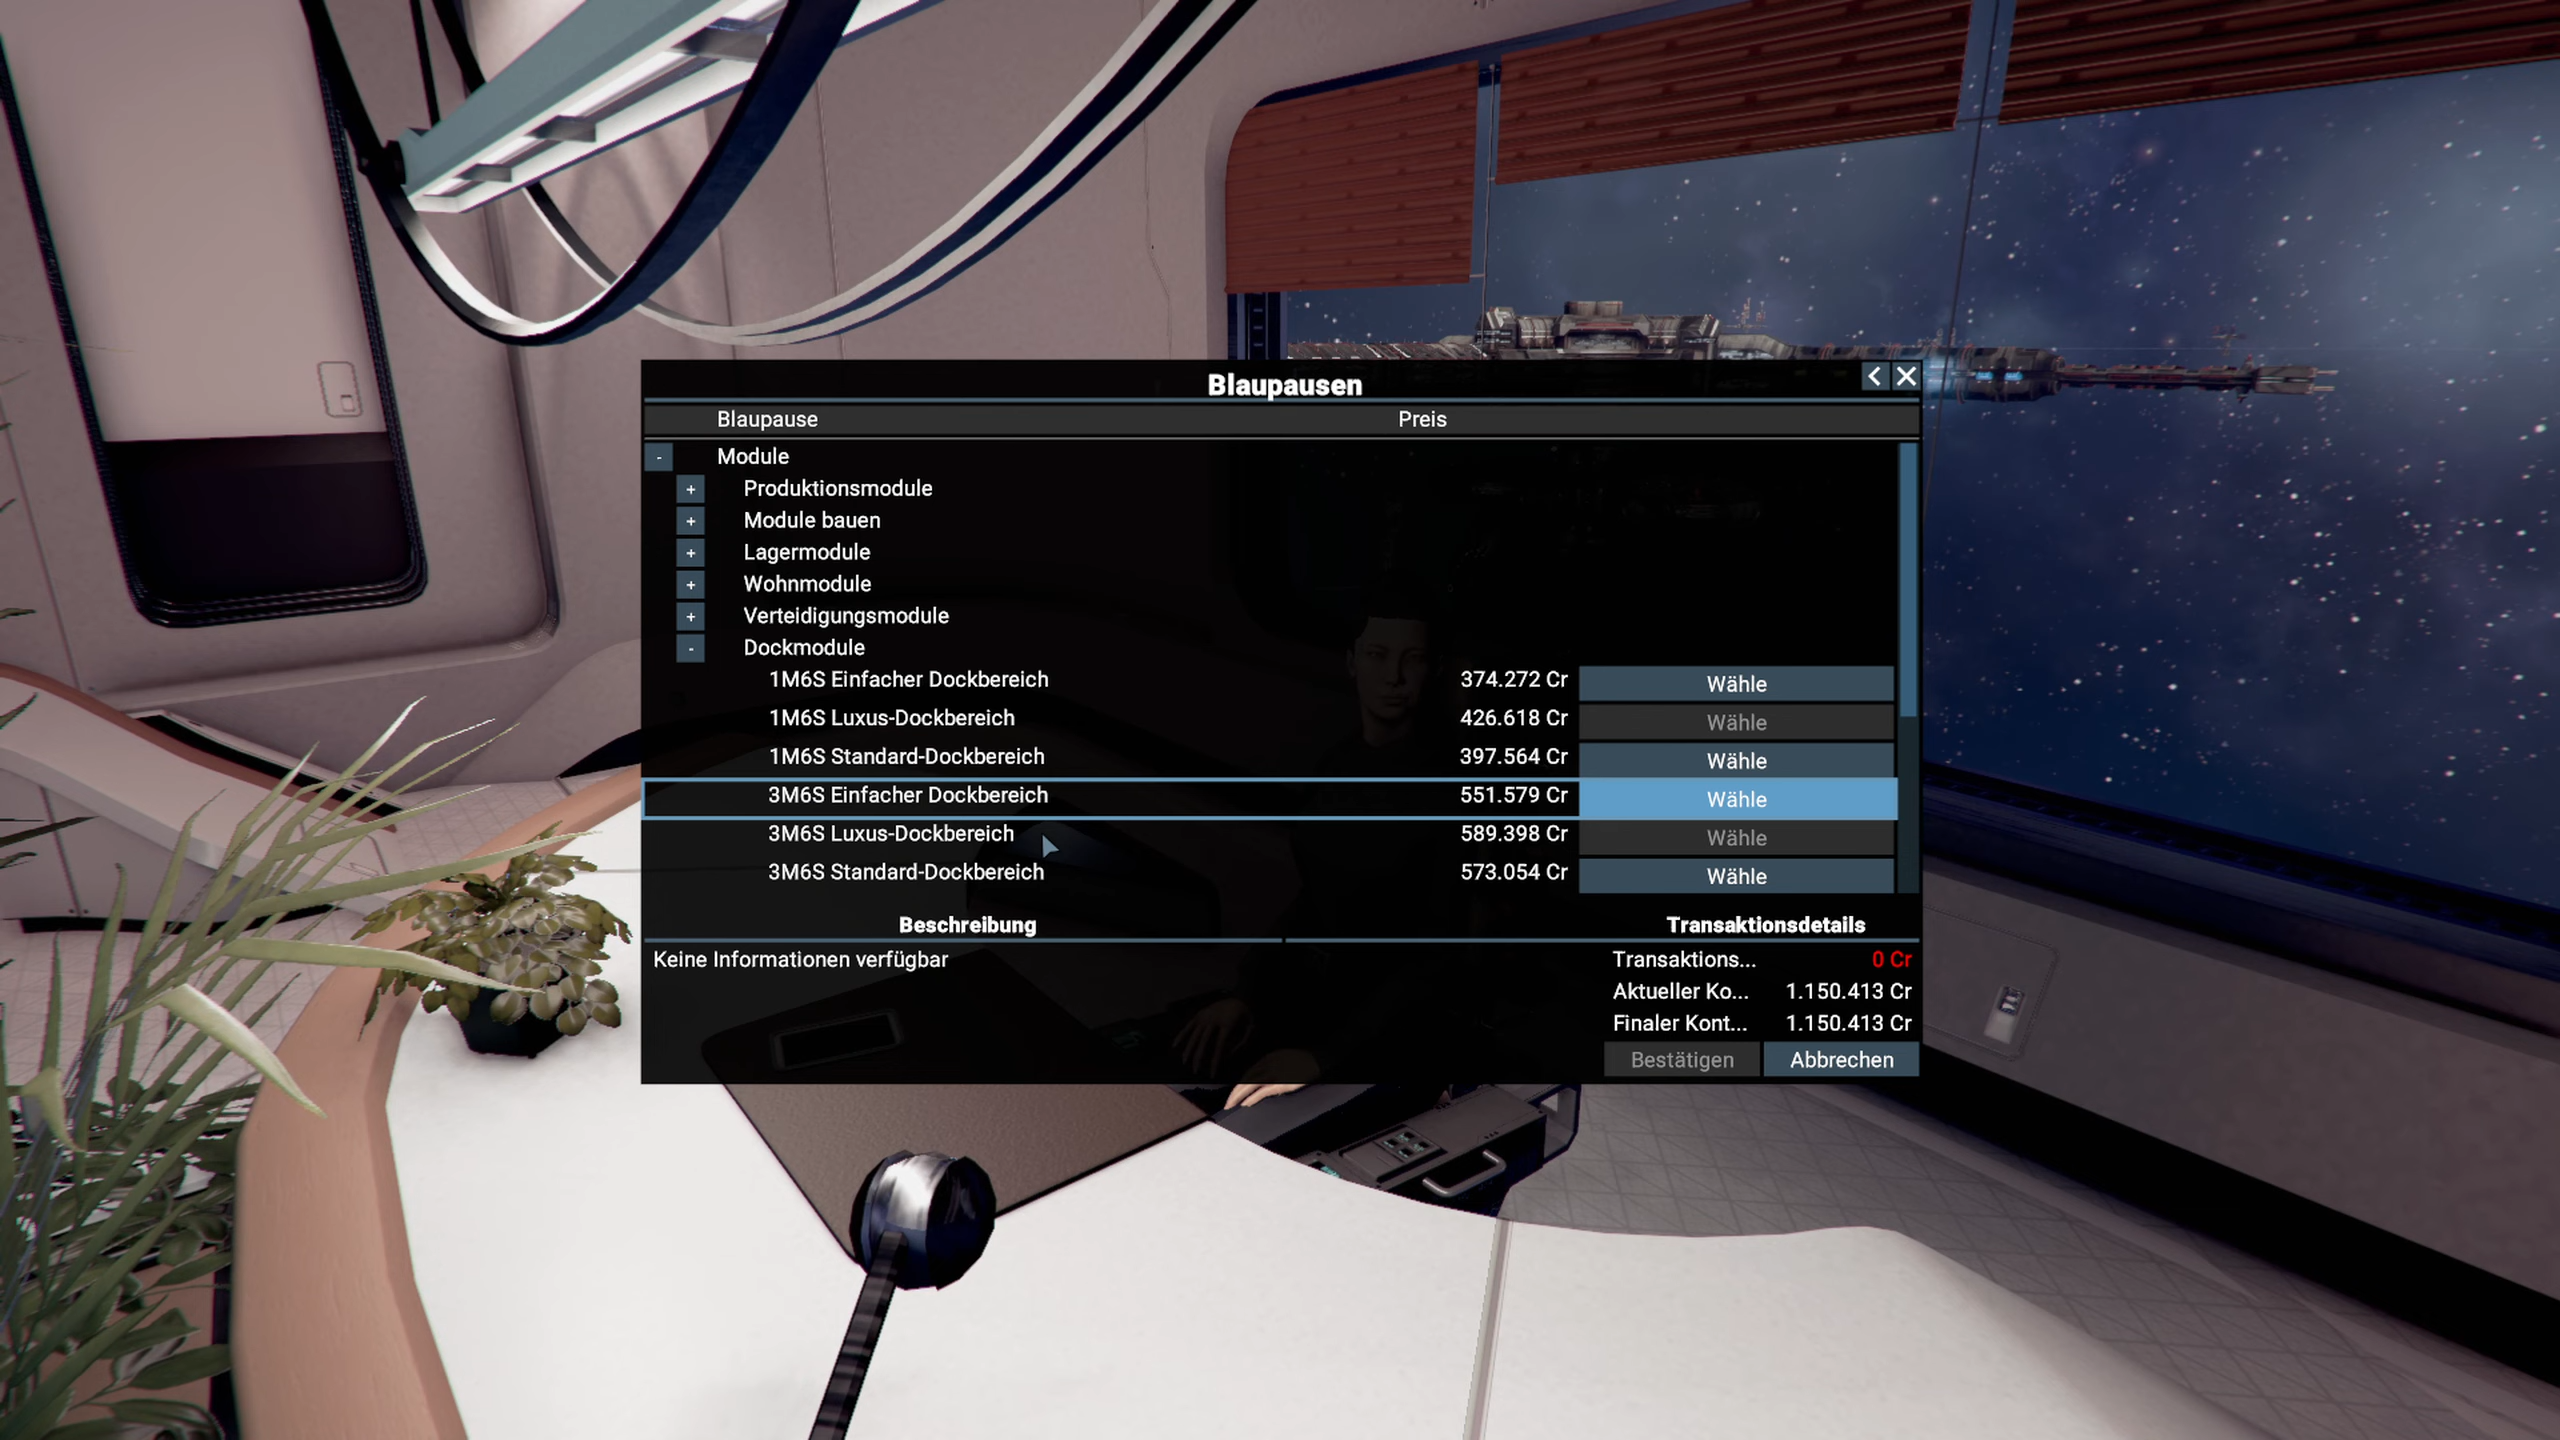 Blaupausen
Blaupause Preis
- Module
+ Produktionsmodule
+ Module bauen
+ Lagermodule
+ Wohnmodule
+ Verteidigungsmodule
- Dockmodule
1M6S Einfacher Dockbereich 374.272 Cr Wähle
1M6S Luxus-Dockbereich 426.618 Cr Wähle
1M6S Standard-Dockbereich 397.564 Cr Wähle
3M6S Einfacher Dockbereich 551.579 Cr Wähle
3M6S Luxus-Dockbereich 589.398 Cr Wähle
3M6S Standard-Dockbereich 573.054 Cr Wähle
Beschreibung Transaktionsdetails
Keine Informationen verfügbar Transaktions... 0 Cr
Aktueller Ko... 1.150.413 Cr
Finaler Kont... 1.150.413 Cr
Bestätigen Abbrechen